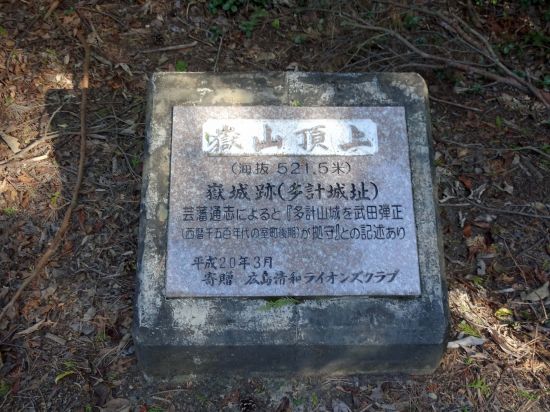 嶽山頂上
(海抜 521.5米)
嶽城跡(多計城址)
芸藩通志によると『多計山城を武田弾正
(西暦千五百年代の室町後期)が拠守』との記述あり
平成20年3月
寄贈 広島清和ライオンズクラブ